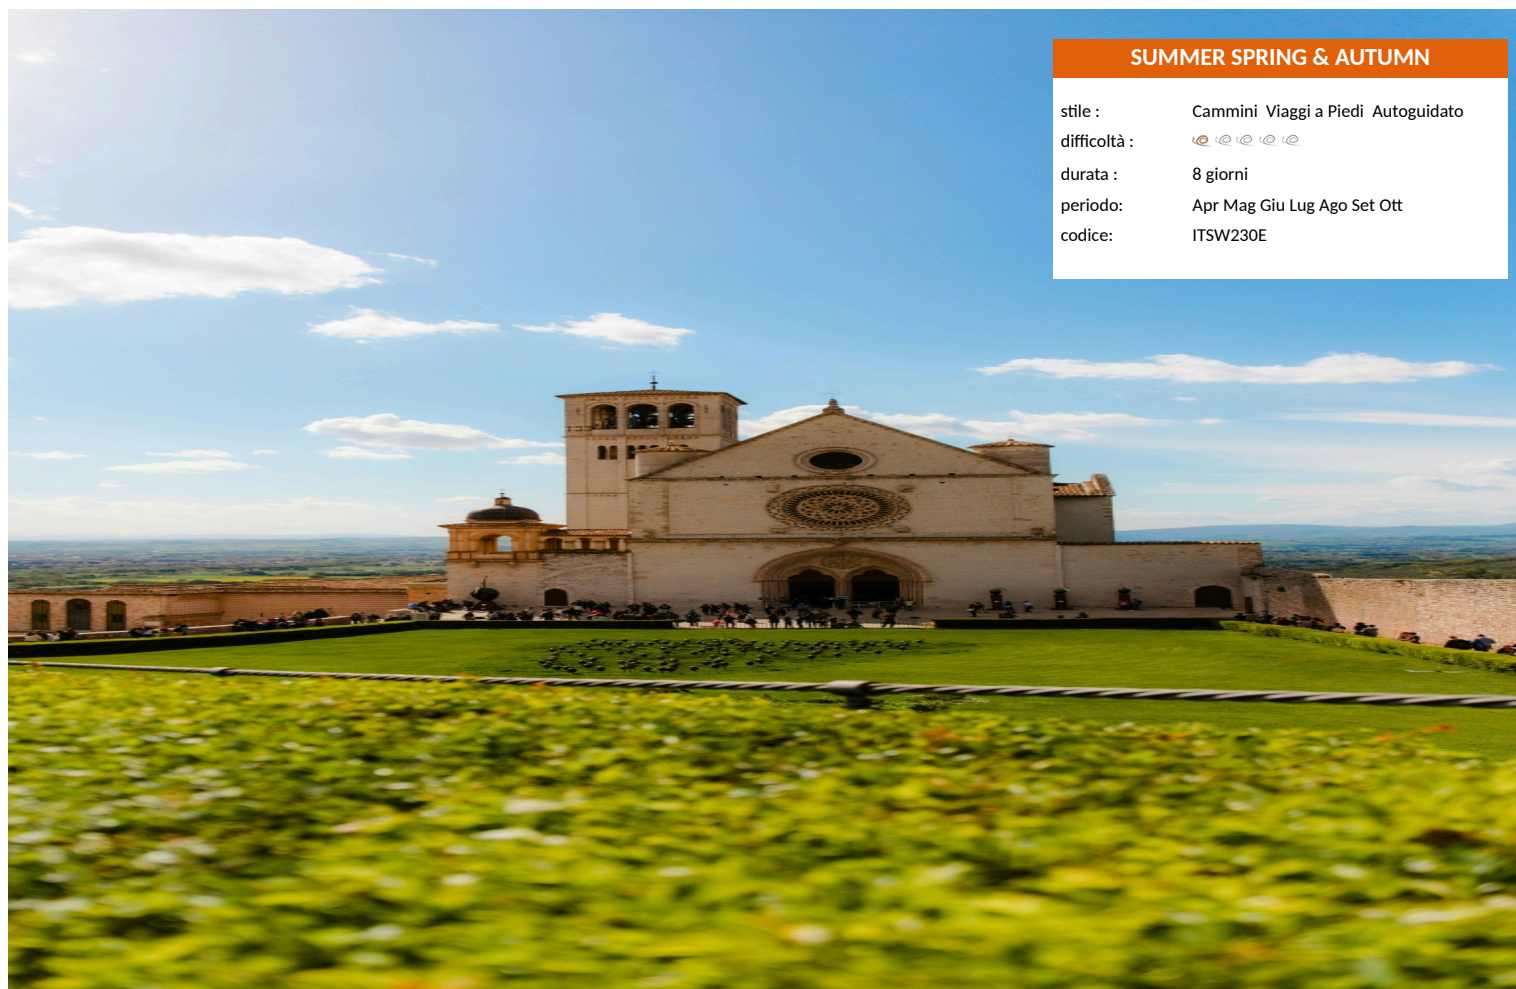 SUMMER SPRING & AUTUMN
stile : Cammini Viaggi a Piedi Autoguidato
difficoltà :
durata : 8 giorni
periodo: Apr Mag Giu Lug Ago Set Ott
codice: ITSW230E